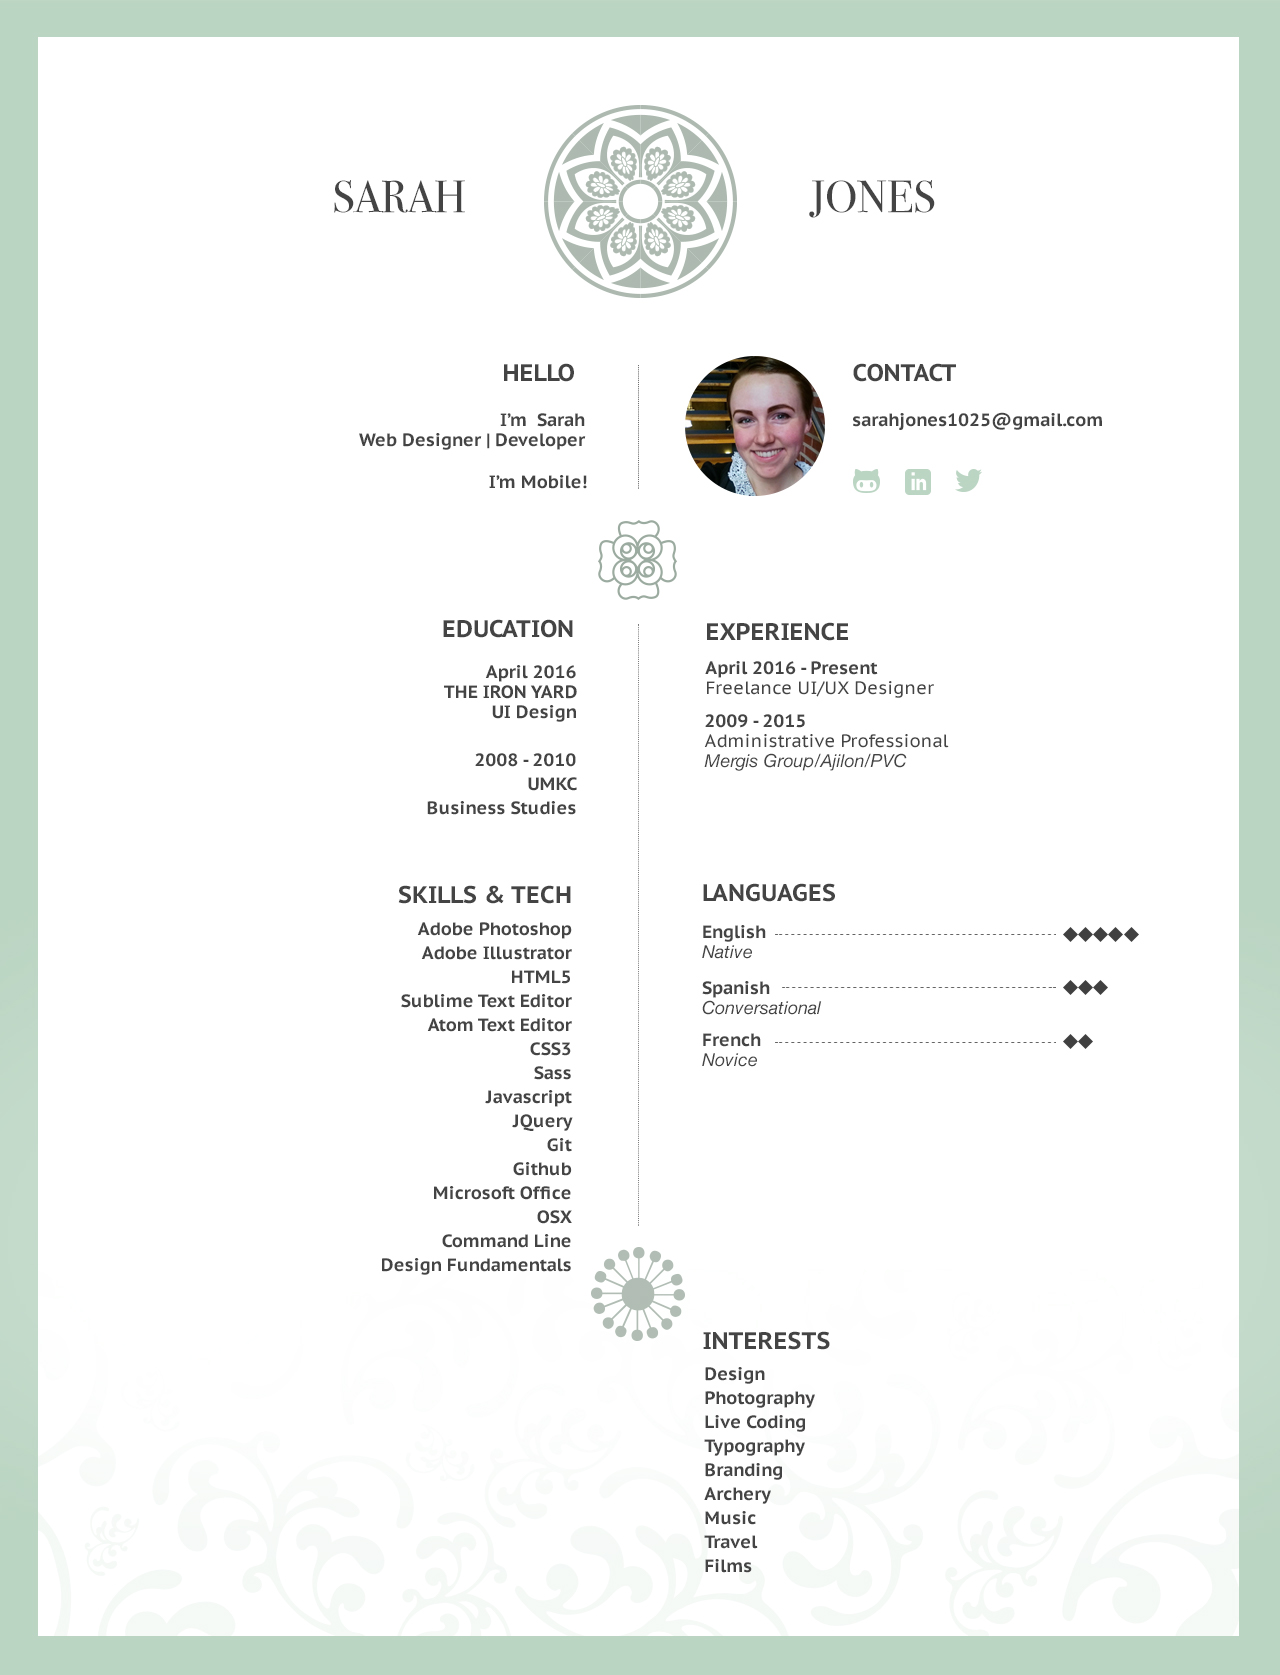 SARAH
JONES
HELLO
I'm  Sarah
Web Designer | Developer
I'm Mobile!
CONTACT
sarahjones1025@gmail.com
in
EDUCATION
April 2016
THE IRON YARD
UI Design
2008 - 2010
UMKC
Business Studies
EXPERIENCE
April 2016 - Present
Freelance UI/UX Designer
2009 - 2015
Administrative Professional
Mergis Group/Ajilon/PVC
SKILLS & TECH
Adobe Photoshop
Adobe Illustrator
HTML5
Sublime Text Editor
Atom Text Editor
CSS3
Sass
Javascript
JQuery
Git
Github
Microsoft Office
OSX
Command Line
Design Fundamentals
LANGUAGES
English
Native
Spanish
Conversational
French
Novice
INTERESTS
Design
Photography
Live Coding
Typography
Branding
Archery
Music
Travel
Films